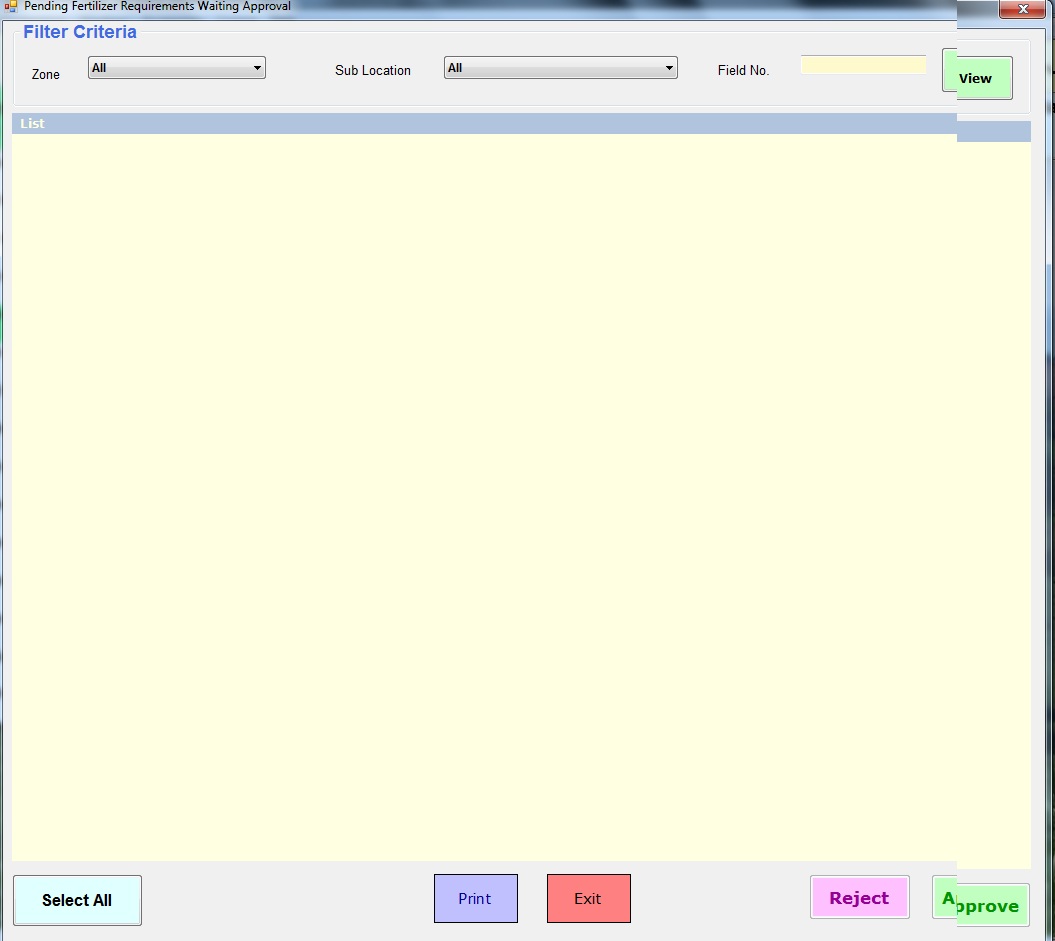 Pending Fertilizer Requirements Waiting Approval
Filter Criteria
Zone All Sub Location All Field No. View
List
Select All Print Exit Reject Approve